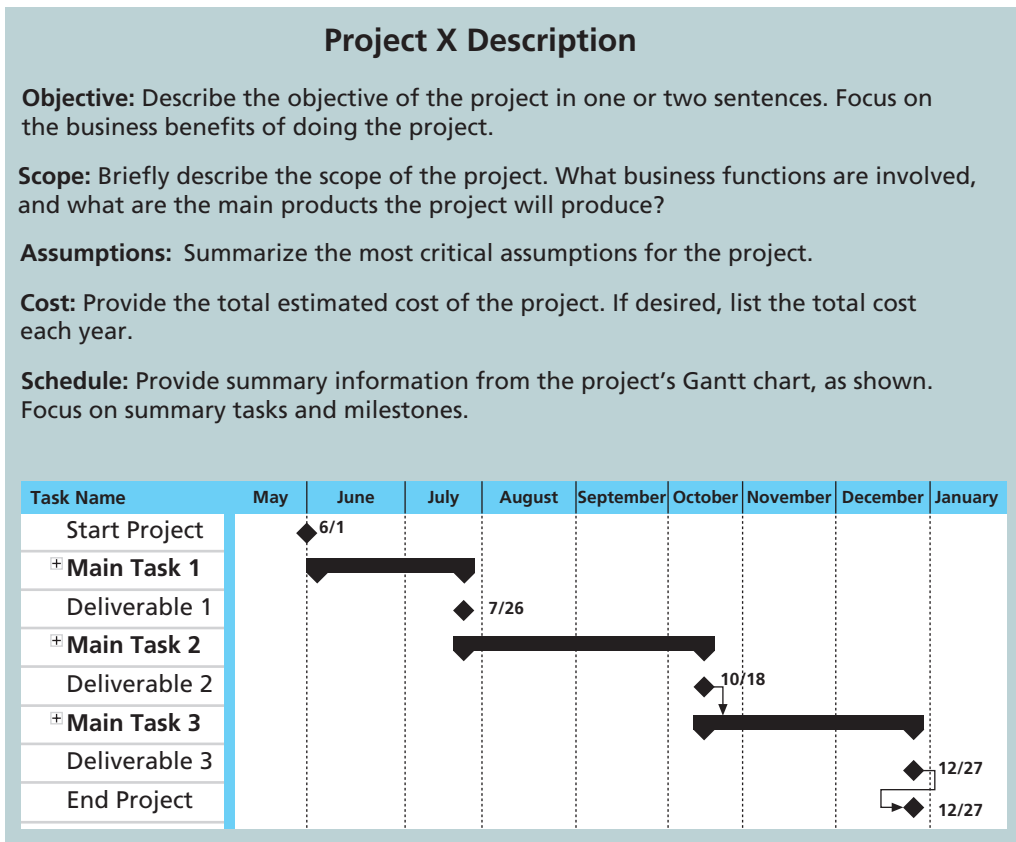 Project X Description
Objective: Describe the objective of the project in one or two sentences. Focus on
the business benefits of doing the project.
Scope: Briefly describe the scope of the project. What business functions are involved,
and what are the main products the project will produce?
Assumptions: Summarize the most critical assumptions for the project.
Cost: Provide the total estimated cost of the project. If desired, list the total cost
each year.
Schedule: Provide summary information from the project's Gantt chart, as shown.
Focus on summary tasks and milestones.
Task Name May June July August September October November December January
Start Project 6/1
Main Task 1
Deliverable 1 7/26
Main Task 2
Deliverable 2 10/18
Main Task 3
Deliverable 3 12/27
End Project 12/27